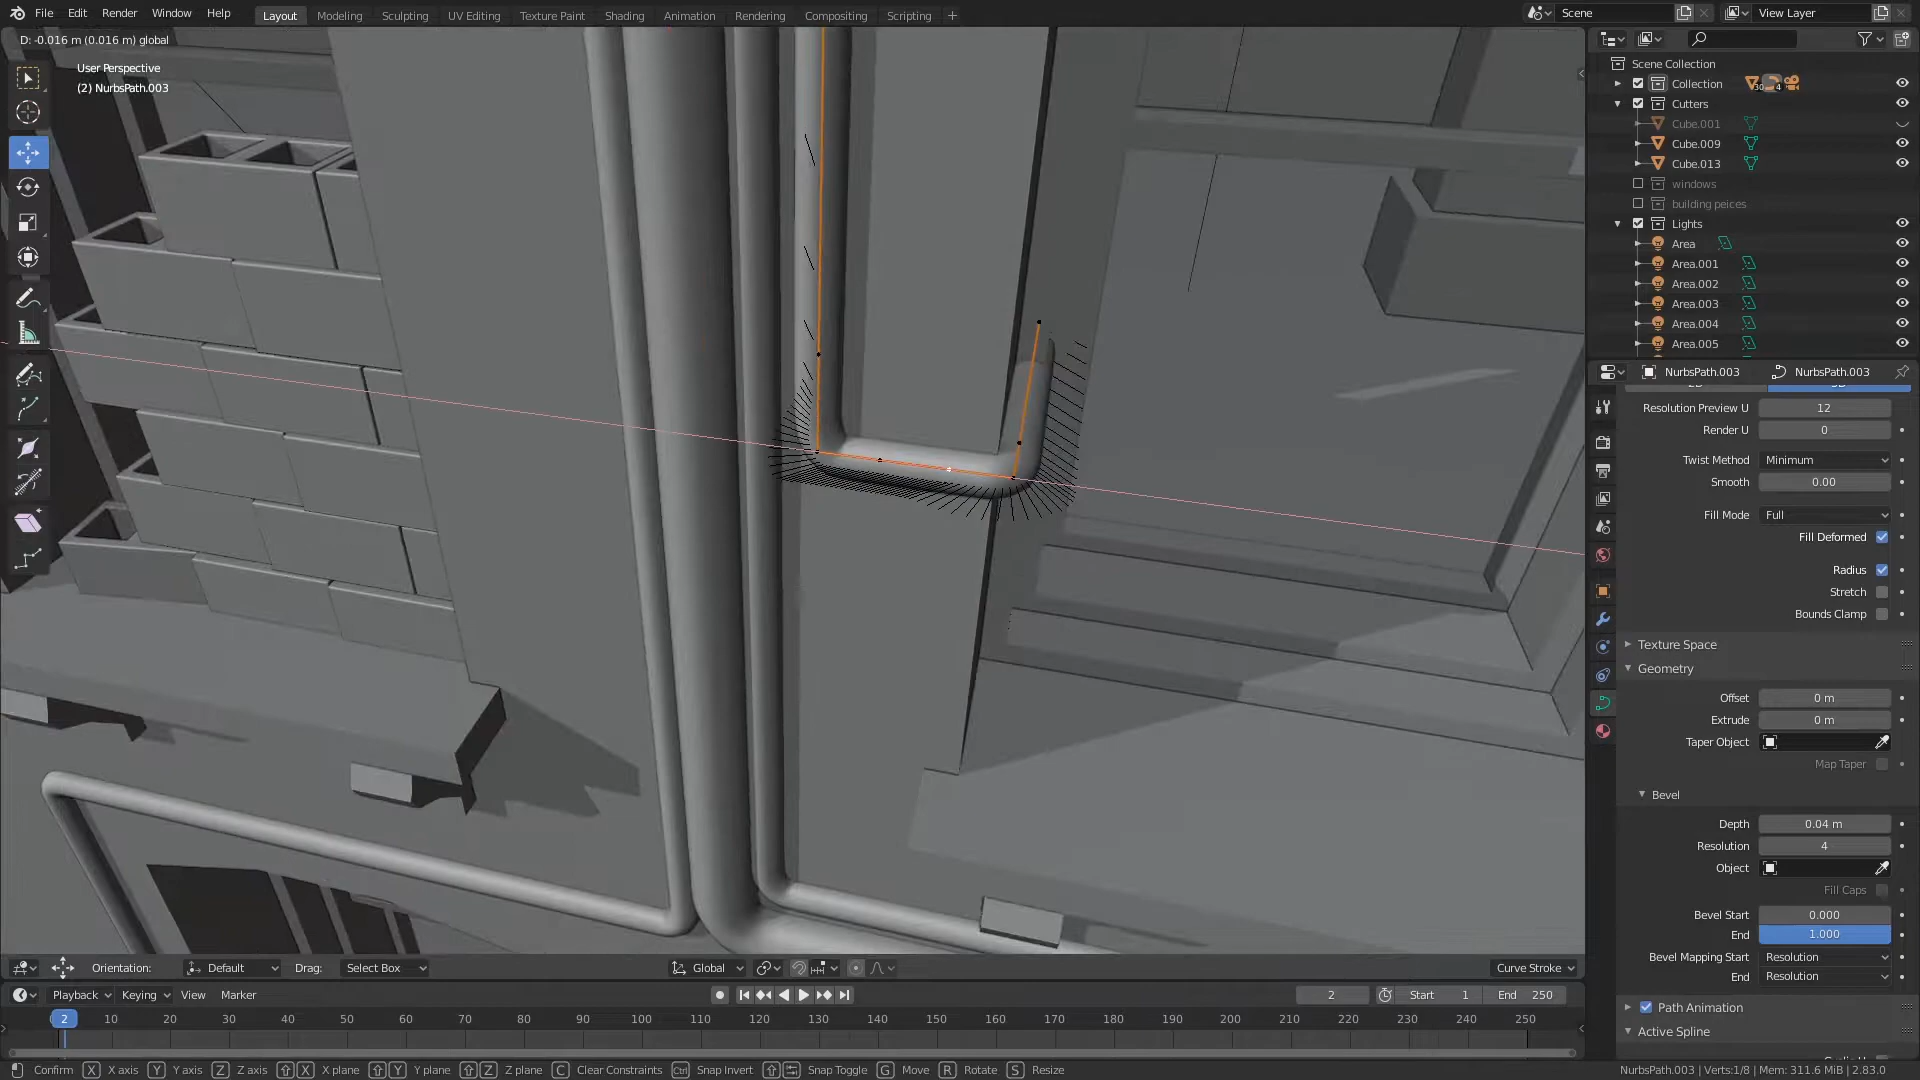 File Edit Render Window Help
Layout Modeling Sculpting UV Editing Texture Paint Shading Animation Rendering Compositing Scripting +
Scene
View Layer
D: -0.016 m (0.016 m) global
User Perspective
(2) NurbsPath.003
Scene Collection
Collection 30 4
Cutters
Cube.001
Cube.009
Cube.013
windows
building peices
Lights
Area
Area.001
Area.002
Area.003
Area.004
Area.005
NurbsPath.003 NurbsPath.003
Resolution Preview U 12
Render U 0
Twist Method Minimum
Smooth 0.00
Fill Mode Full
Fill Deformed
Radius
Stretch
Bounds Clamp
Texture Space
Geometry
Offset 0 m
Extrude 0 m
Taper Object
Map Taper
Bevel
Depth 0.04 m
Resolution 4
Object
Fill Caps
Bevel Start 0.000
End 1.000
Bevel Mapping Start Resolution
End Resolution
Path Animation
Active Spline
Orientation: Default Drag: Select Box Global Curve Stroke
Playback Keying View Marker 2 Start 1 End 250
2 10 20 30 40 50 60 70 80 90 100 110 120 130 140 150 160 170 180 190 200 210 220 230 240 250
Confirm X X axis Y Y axis Z Z axis X X plane Y Y plane Z Z plane C Clear Constraints Ctrl Snap Invert Snap Toggle G Move R Rotate S Resize
NurbsPath.003 | Verts:1/8 | Mem: 311.6 MiB | 2.83.0